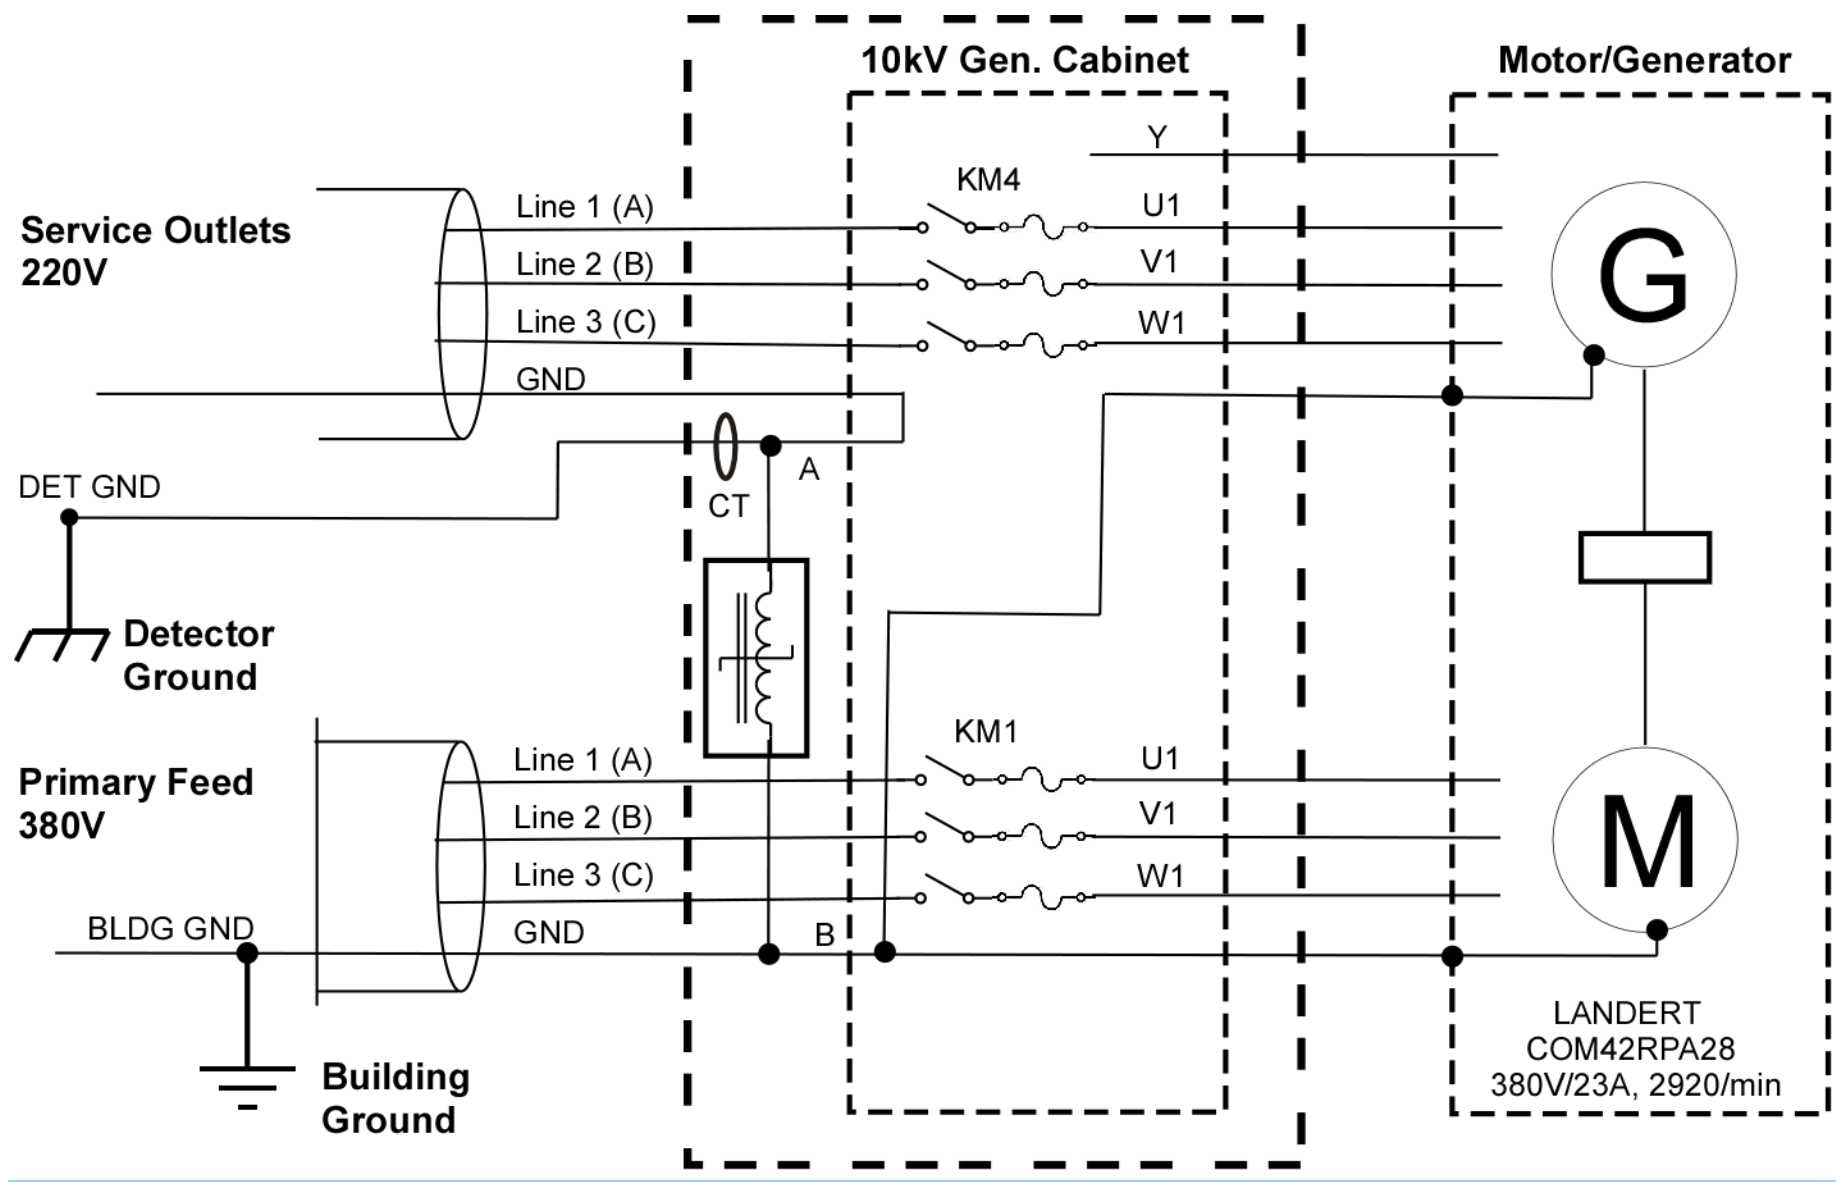 10kV Gen. Cabinet
Motor/Generator
Y
KM4
Service Outlets
220V
Line 1 (A)
U1
Line 2 (B)
V1
Line 3 (C)
W1
G
GND
A
CT
DET GND
Detector
Ground
KM1
Primary Feed
380V
Line 1 (A)
U1
Line 2 (B)
V1
Line 3 (C)
W1
M
BLDG GND
GND
B
LANDERT
COM42RPA28
380V/23A, 2920/min
Building
Ground